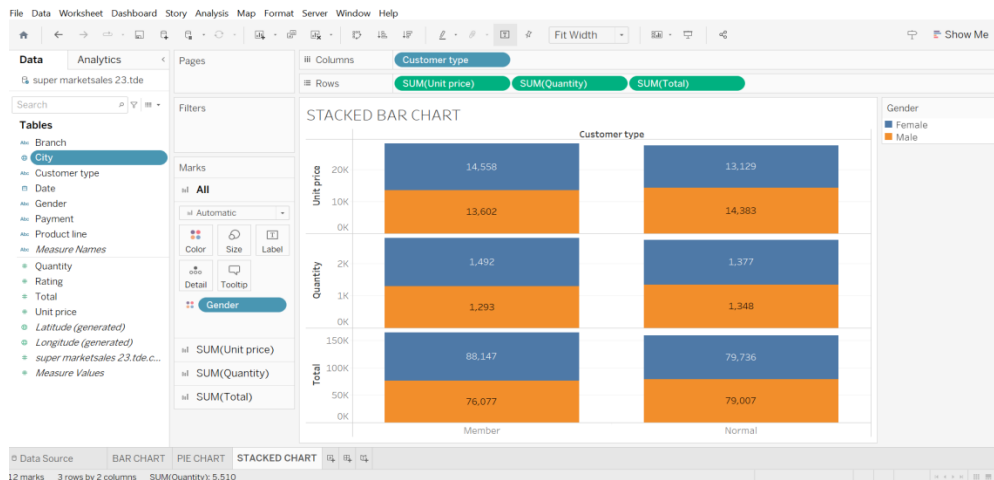 File Data Worksheet Dashboard Story Analysis Map Format Server Window Help
Fit Width
Show Me
Data Analytics
super marketsales 23.tde
Search
Tables
Abc Branch
City
Abc Customer type
Date
Abc Gender
Abc Payment
Abc Product line
Abc Measure Names
Quantity
Rating
Total
Unit price
Latitude (generated)
Longitude (generated)
super marketsales 23.tde.c...
Measure Values
Pages
Filters
Marks
All
Automatic
Color Size Label
Detail Tooltip
Gender
SUM(Unit price)
SUM(Quantity)
SUM(Total)
Columns Customer type
Rows SUM(Unit price) SUM(Quantity) SUM(Total)
STACKED BAR CHART
Customer type
Unit price
20K
10K
0K
14,558 13,129
13,602 14,383
Quantity
2K
1K
0K
1,492 1,377
1,293 1,348
Total
150K
100K
50K
0K
88,147 79,736
76,077 79,007
Member Normal
Gender
Female
Male
Data Source BAR CHART PIE CHART STACKED CHART
12 marks 3 rows by 2 columns SUM(Quantity): 5,510